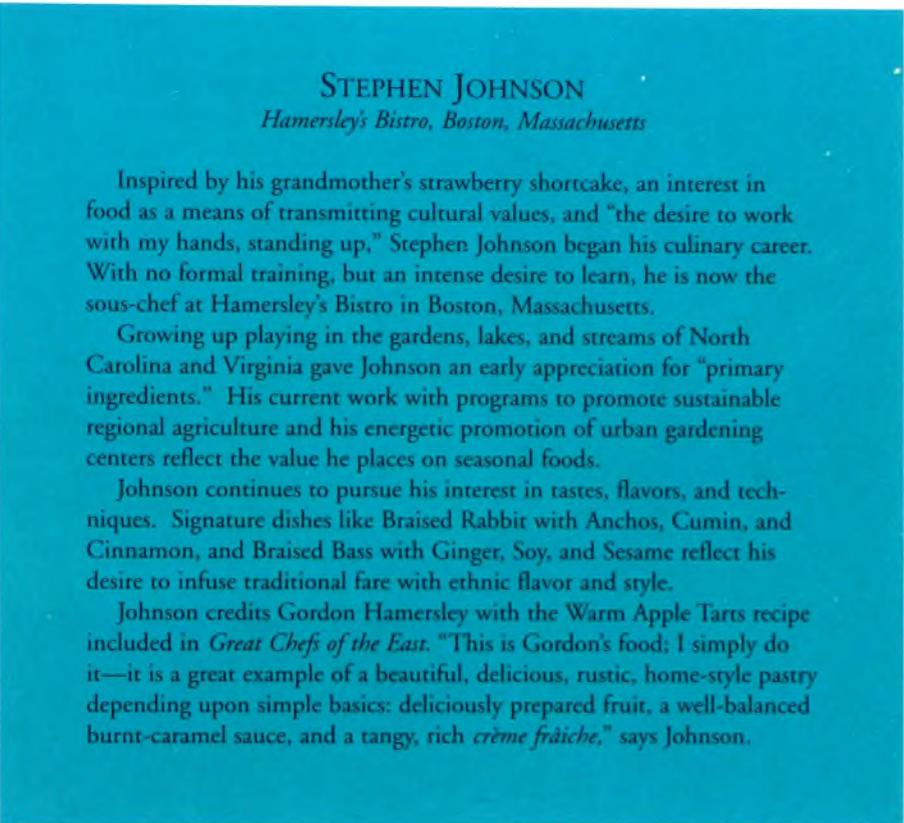 STEPHEN JOHNSON
Hamersley's Bistro, Boston, Massachusetts
Inspired by his grandmother's strawberry shortcake, an interest in
food as a means of transmitting cultural values, and "the desire to work
with my hands, standing up," Stephen Johnson began his culinary career.
With no formal training, but an intense desire to learn, he is now the
sous-chef at Hamersley's Bistro in Boston, Massachusetts.
Growing up playing in the gardens, lakes, and streams of North
Carolina and Virginia gave Johnson an early appreciation for "primary
ingredients." His current work with programs to promote sustainable
regional agriculture and his energetic promotion of urban gardening
centers reflect the value he places on seasonal foods.
Johnson continues to pursue his interest in tastes, flavors, and tech-
niques. Signature dishes like Braised Rabbit with Anchos, Cumin, and
Cinnamon, and Braised Bass with Ginger, Soy, and Sesame reflect his
desire to infuse traditional fare with ethnic flavor and style.
Johnson credits Gordon Hamersley with the Warm Apple Tarts recipe
included in Great Chefs of the East. "This is Gordon's food; I simply do
it—it is a great example of a beautiful, delicious, rustic, home-style pastry
depending upon simple basics: deliciously prepared fruit, a well-balanced
burnt-caramel sauce, and a tangy, rich crème frâiche," says Johnson.